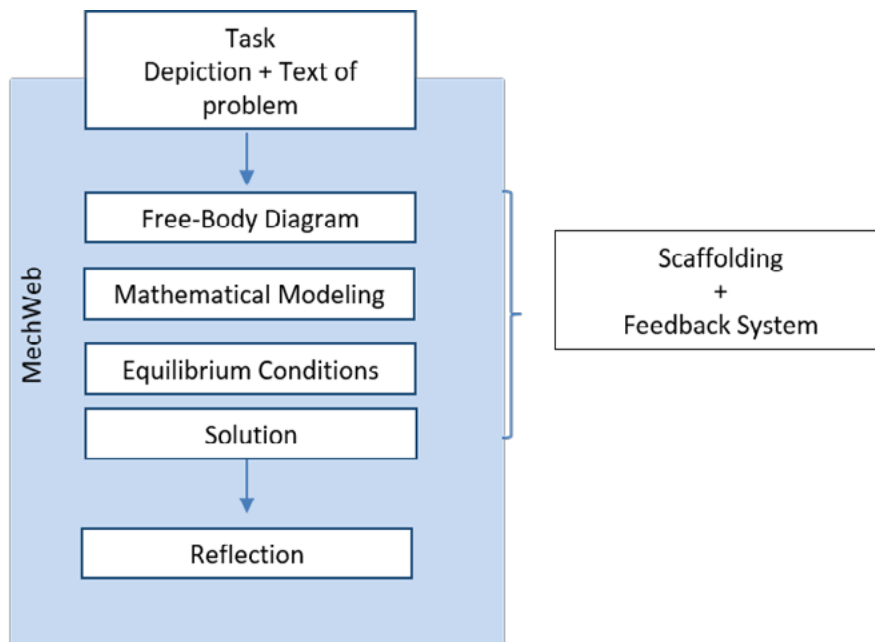 Task
Depiction + Text of
problem
Free-Body Diagram
Mathematical Modeling
Equilibrium Conditions
Solution
Reflection
MechWeb
Scaffolding
+
Feedback System